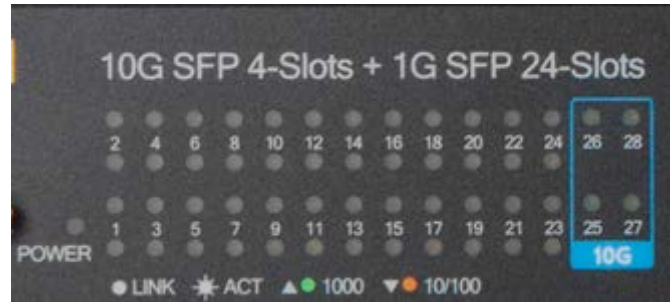 10G SFP 4-Slots + 1G SFP 24-Slots
2 4 6 8 10 12 14 16 18 20 22 24 26 28
1 3 5 7 9 11 13 15 17 19 21 23 25 27
POWER
10G
LINK ACT 1000 10/100